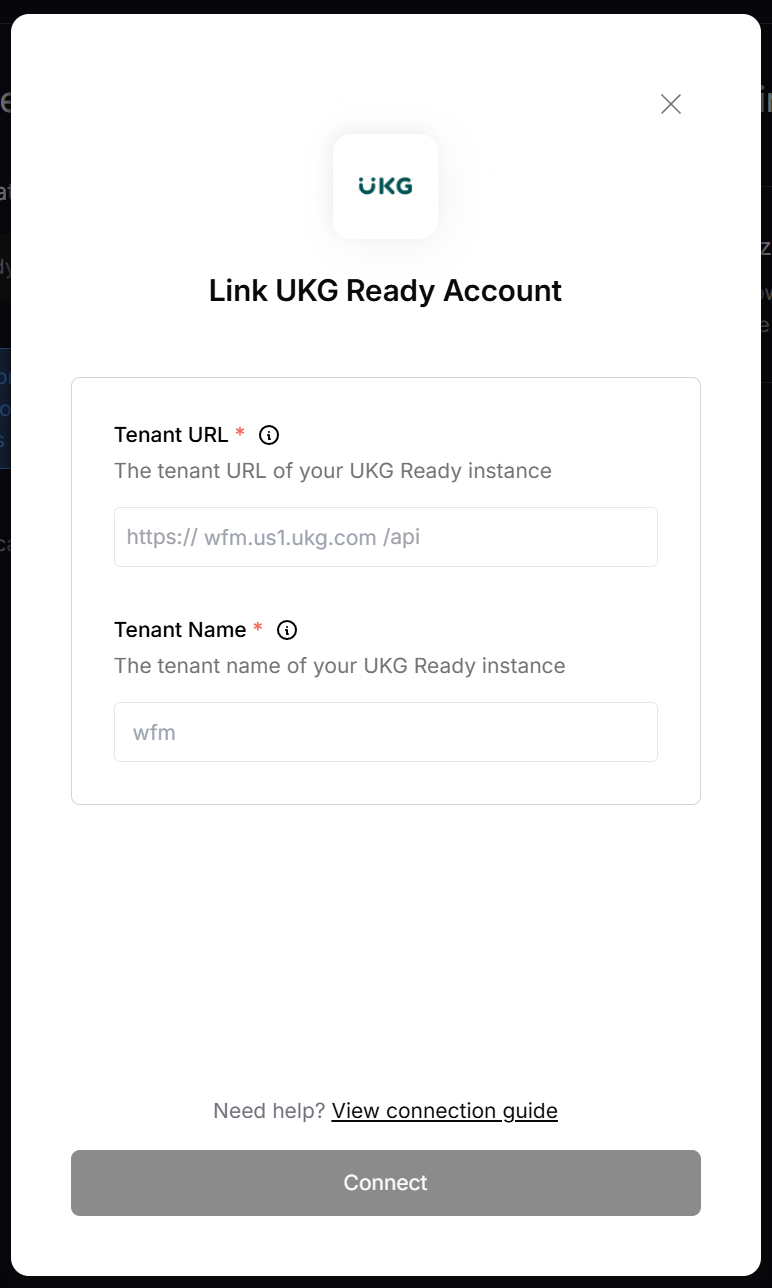 UKG
Link UKG Ready Account
Tenant URL *
The tenant URL of your UKG Ready instance
https:// wfm.us1.ukg.com /api
Tenant Name *
The tenant name of your UKG Ready instance
wfm
Need help? View connection guide
Connect